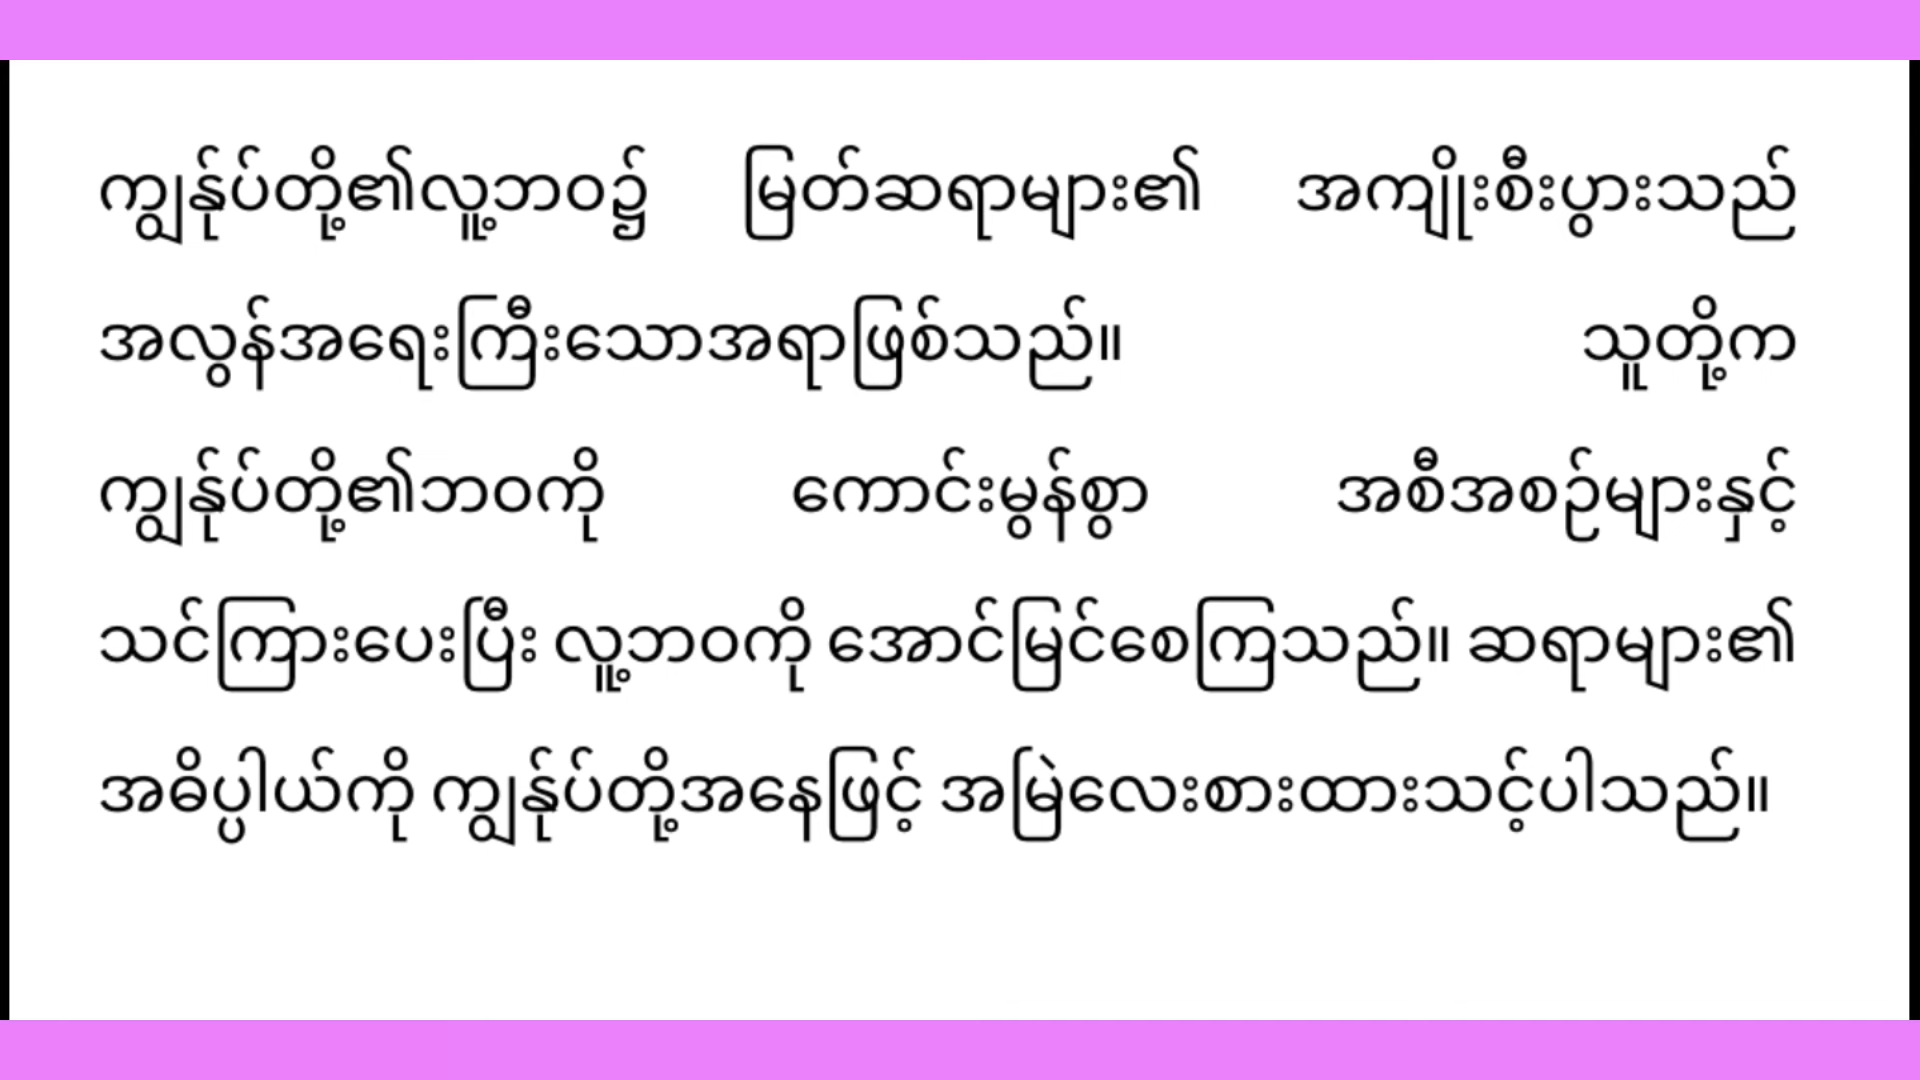 ကျွန်ုပ်တို့၏လူ့ဘဝ၌ မြတ်ဆရာများ၏ အကျိုးစီးပွားသည်
အလွန်အရေးကြီးသောအရာဖြစ်သည်။ သူတို့က
ကျွန်ုပ်တို့၏ဘဝကို ကောင်းမွန်စွာ အစီအစဉ်များနှင့်
သင်ကြားပေးပြီး လူ့ဘဝကို အောင်မြင်စေကြသည်။ ဆရာများ၏
အဓိပ္ပါယ်ကို ကျွန်ုပ်တို့အနေဖြင့် အမြဲလေးစားထားသင့်ပါသည်။